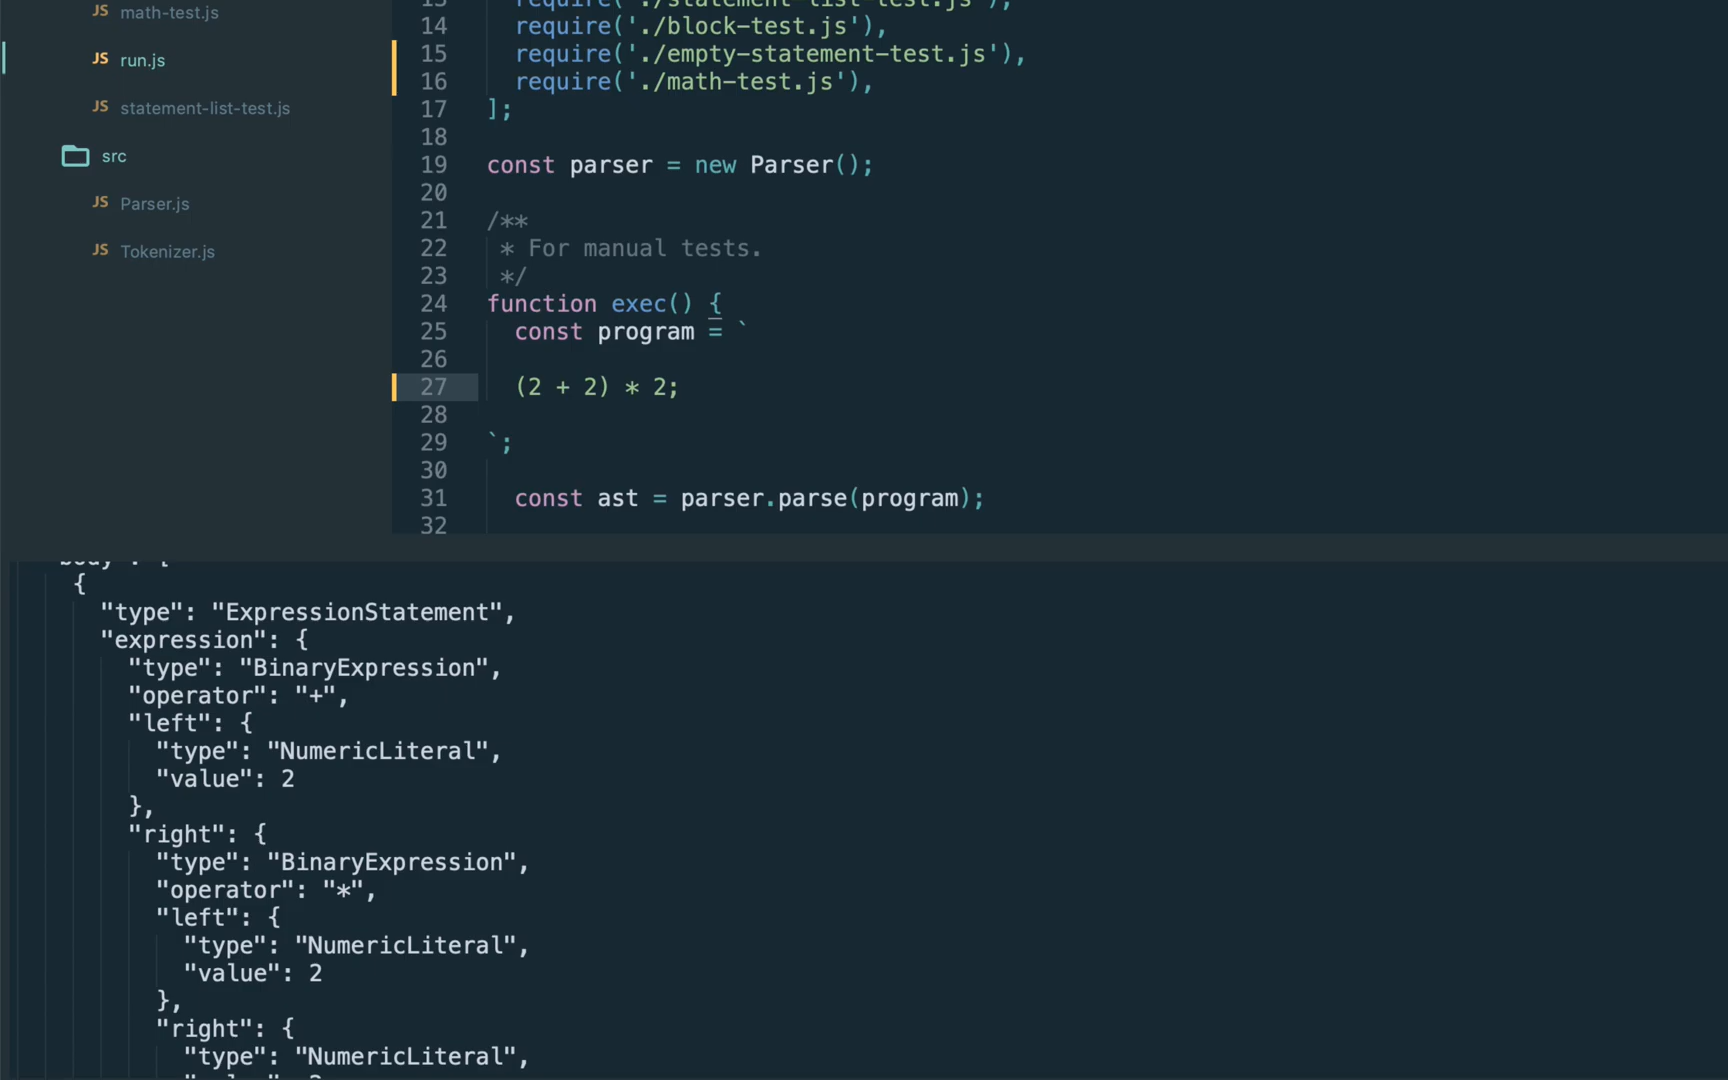 JS math-test.js
JS run.js
JS statement-list-test.js
src
JS Parser.js
JS Tokenizer.js
13 require('./statement-list-test.js'),
14 require('./block-test.js'),
15 require('./empty-statement-test.js'),
16 require('./math-test.js'),
17 ];
18
19 const parser = new Parser();
20
21 /**
22 * For manual tests.
23 */
24 function exec() {
25 const program = `
26
27 (2 + 2) * 2;
28
29 `;
30
31 const ast = parser.parse(program);
32
"body": [
{
"type": "ExpressionStatement",
"expression": {
"type": "BinaryExpression",
"operator": "+",
"left": {
"type": "NumericLiteral",
"value": 2
},
"right": {
"type": "BinaryExpression",
"operator": "*",
"left": {
"type": "NumericLiteral",
"value": 2
},
"right": {
"type": "NumericLiteral",